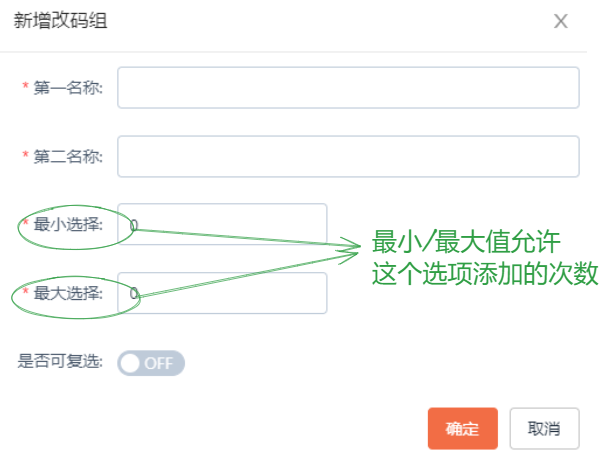 新增改码组 X
* 第一名称:
* 第二名称:
* 最小选择: 0
* 最大选择: 0
最小/最大值允许
这个选项添加的次数
是否可复选: OFF
确定 取消